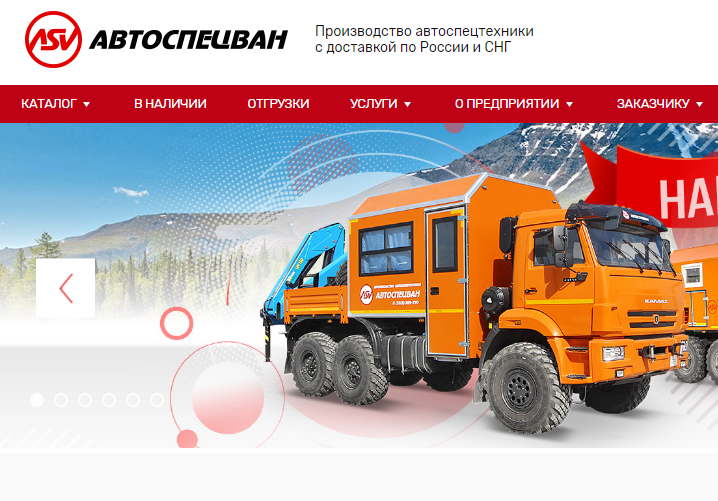 ASV АВТОСПЕЦВАН
Производство автоспецтехники
с доставкой по России и СНГ
КАТАЛОГ В НАЛИЧИИ ОТГРУЗКИ УСЛУГИ О ПРЕДПРИЯТИИ ЗАКАЗЧИКУ
НА
ASV АВТОСПЕЦВАН
KAMAZ